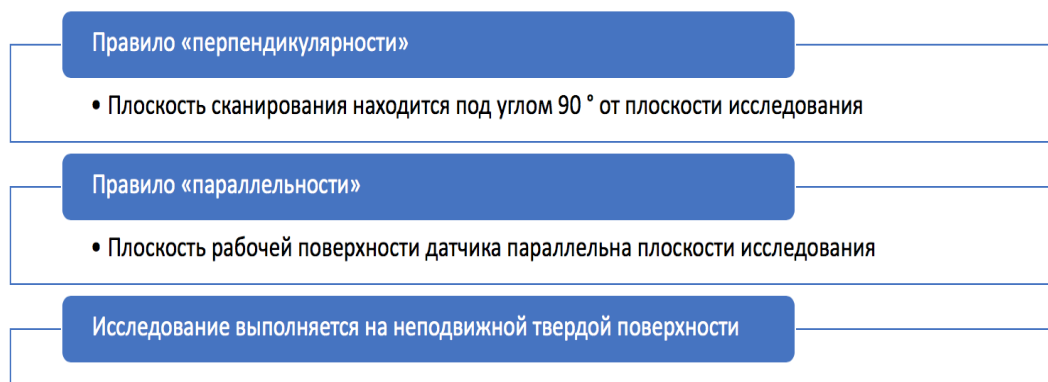 Правило «перпендикулярности»
• Плоскость сканирования находится под углом 90 ° от плоскости исследования
Правило «параллельности»
• Плоскость рабочей поверхности датчика параллельна плоскости исследования
Исследование выполняется на неподвижной твердой поверхности